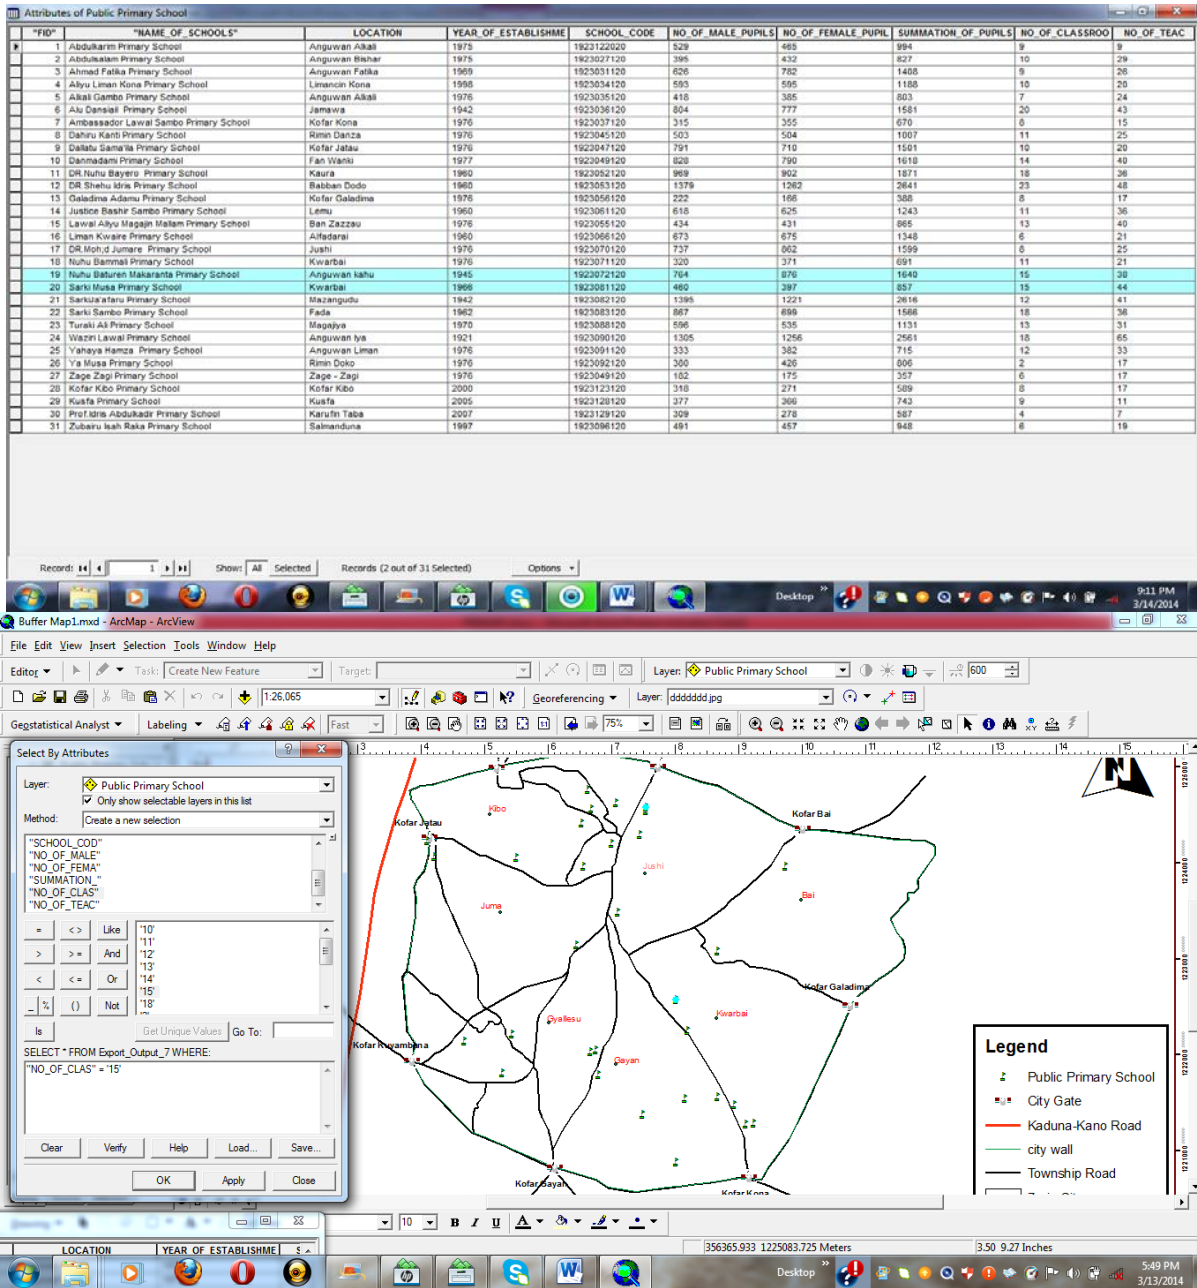 Attributes of Public Primary School
"FID" "NAME_OF_SCHOOLS" LOCATION YEAR_OF_ESTABLISHME SCHOOL_CODE NO_OF_MALE_PUPILS NO_OF_FEMALE_PUPIL SUMMATION_OF_PUPILS NO_OF_CLASSROO NO_OF_TEAC
1 Abdulkarim Primary School Anguwan Alkali 1975 1923122020 529 465 994 9 9
2 Abdulsalam Primary School Anguwan Bishar 1975 1923027120 395 432 827 10 29
3 Ahmad Fatika Primary School Anguwan Fatika 1969 1923031120 626 782 1408 9 26
4 Aliyu Liman Kona Primary School Limancin Kona 1998 1923034120 593 595 1188 10 20
5 Alkali Gambo Primary School Anguwan Alkali 1976 1923035120 418 385 803 7 24
6 Alu Dansiali Primary School Jamawa 1942 1923036120 804 777 1581 20 43
7 Ambassador Lawal Sambo Primary School Kofar Kona 1976 1923037120 315 355 670 8 15
8 Dahiru Kanti Primary School Rimin Danza 1976 1923045120 503 504 1007 11 25
9 Dallatu Sama'ila Primary School Kofar Jatau 1976 1923047120 791 710 1501 10 20
10 Danmadami Primary School Fan Wanki 1977 1923049120 828 790 1618 14 40
11 DR.Nuhu Bayero Primary School Kaura 1960 1923052120 969 902 1871 18 36
12 DR.Shehu Idris Primary School Babban Dodo 1960 1923053120 1379 1262 2641 23 48
13 Galadima Adamu Primary School Kofar Galadima 1976 1923056120 222 166 388 8 17
14 Justice Bashir Sambo Primary School Lemu 1960 1923061120 618 625 1243 11 36
15 Lawal Aliyu Magajin Mallam Primary School Ban Zazzau 1976 1923055120 434 431 865 13 40
16 Liman Kwaire Primary School Alfadarai 1960 1923066120 673 675 1348 6 21
17 DR.Moh;d Jumare Primary School Jushi 1976 1923070120 737 862 1599 8 25
18 Nuhu Bammali Primary School Kwarbai 1976 1923071120 320 371 691 11 21
19 Nuhu Baturen Makaranta Primary School Anguwan kahu 1945 1923072120 764 876 1640 15 38
20 Sarki Musa Primary School Kwarbai 1966 1923081120 460 397 857 15 44
21 SarkiJa'afaru Primary School Mazangudu 1942 1923082120 1395 1221 2616 12 41
22 Sarki Sambo Primary School Fada 1962 1923083120 867 699 1566 18 36
23 Turaki Ali Primary School Magajiya 1970 1923088120 596 535 1131 13 31
24 Waziri Lawal Primary School Anguwan Iya 1921 1923090120 1305 1256 2561 18 65
25 Yahaya Hamza Primary School Anguwan Liman 1976 1923091120 333 382 715 12 33
26 Ya Musa Primary School Rimin Doko 1976 1923092120 380 426 806 2 17
27 Zage Zagi Primary School Zage - Zagi 1976 1923049120 182 175 357 6 17
28 Kofar Kibo Primary School Kofar Kibo 2000 1923123120 318 271 589 8 17
29 Kusfa Primary School Kusfa 2005 1923128120 377 366 743 9 11
30 Prof.Idris Abdulkadir Primary School Karufin Taba 2007 1923129120 309 278 587 4 7
31 Zubairu Isah Raka Primary School Salmanduna 1997 1923096120 491 457 948 6 19
Record: 1 Show: All Selected Records (2 out of 31 Selected) Options
Desktop 9:11 PM
3/14/2014
Buffer Map1.mxd - ArcMap - ArcView
File Edit View Insert Selection Tools Window Help
Editor Task: Create New Feature Target: Layer: Public Primary School 600
1:26,065 Georeferencing Layer: ddddddd.jpg
Geostatistical Analyst Labeling Fast 75%
3 4 5 6 7 8 9 10 11 12 13 14 15
Select By Attributes
Layer: Public Primary School
Only show selectable layers in this list
Method: Create a new selection
"SCHOOL_COD"
"NO_OF_MALE"
"NO_OF_FEMA"
"SUMMATION_"
"NO_OF_CLAS"
"NO_OF_TEAC"
= <> Like
> >= And
< <= Or
_ % () Not
Is
'10'
'11'
'12'
'13'
'14'
'15'
'18'
Get Unique Values Go To:
SELECT * FROM Export_Output_7 WHERE:
"NO_OF_CLAS" = '15'
Clear Verify Help Load... Save...
OK Apply Close
N
Kibo
Kofar Jatau
Kofar Bai
Jushi
Juma
Bai
Kofar Galadima
Gyallesu
Kwarbai
Kofar Kuyambana
Gayan
Kofar Gayan
Kofar Kona
1226000
1224000
1223000
1222000
1221000
Legend
Public Primary School
City Gate
Kaduna-Kano Road
city wall
Township Road
10 B I U A
LOCATION YEAR OF ESTABLISHME S
356365.933 1225083.725 Meters 3.50 9.27 Inches
Desktop 5:49 PM
3/13/2014